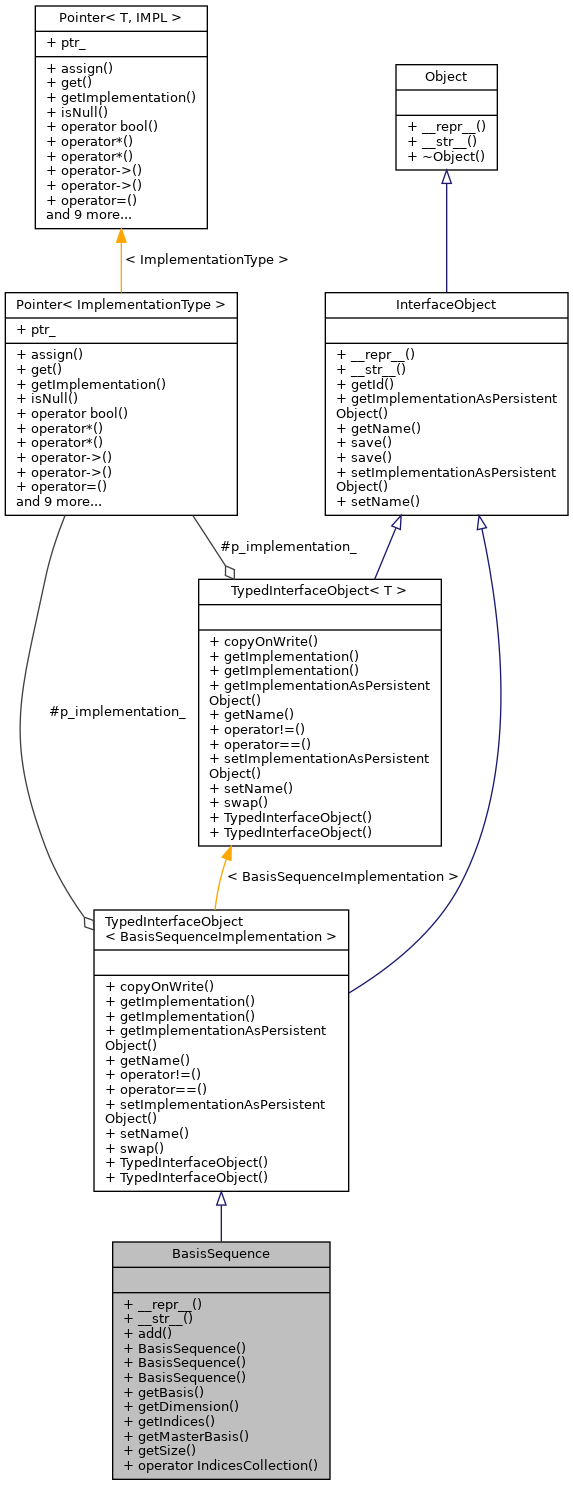 Pointer< T, IMPL >
+ ptr_
+ assign()
+ get()
+ getImplementation()
+ isNull()
+ operator bool()
+ operator*()
+ operator*()
+ operator->()
+ operator->()
+ operator=()
and 9 more...
Object
+ __repr__()
+ __str__()
+ ~Object()
< ImplementationType >
Pointer< ImplementationType >
+ ptr_
+ assign()
+ get()
+ getImplementation()
+ isNull()
+ operator bool()
+ operator*()
+ operator*()
+ operator->()
+ operator->()
+ operator=()
and 9 more...
InterfaceObject
+ __repr__()
+ __str__()
+ getId()
+ getImplementationAsPersistent
Object()
+ getName()
+ save()
+ save()
+ setImplementationAsPersistent
Object()
+ setName()
#p_implementation_
TypedInterfaceObject< T >
+ copyOnWrite()
+ getImplementation()
+ getImplementation()
+ getImplementationAsPersistent
Object()
+ getName()
+ operator!=()
+ operator==()
+ setImplementationAsPersistent
Object()
+ setName()
+ swap()
+ TypedInterfaceObject()
+ TypedInterfaceObject()
#p_implementation_
< BasisSequenceImplementation >
TypedInterfaceObject
< BasisSequenceImplementation >
+ copyOnWrite()
+ getImplementation()
+ getImplementation()
+ getImplementationAsPersistent
Object()
+ getName()
+ operator!=()
+ operator==()
+ setImplementationAsPersistent
Object()
+ setName()
+ swap()
+ TypedInterfaceObject()
+ TypedInterfaceObject()
BasisSequence
+ __repr__()
+ __str__()
+ add()
+ BasisSequence()
+ BasisSequence()
+ BasisSequence()
+ getBasis()
+ getDimension()
+ getIndices()
+ getMasterBasis()
+ getSize()
+ operator IndicesCollection()